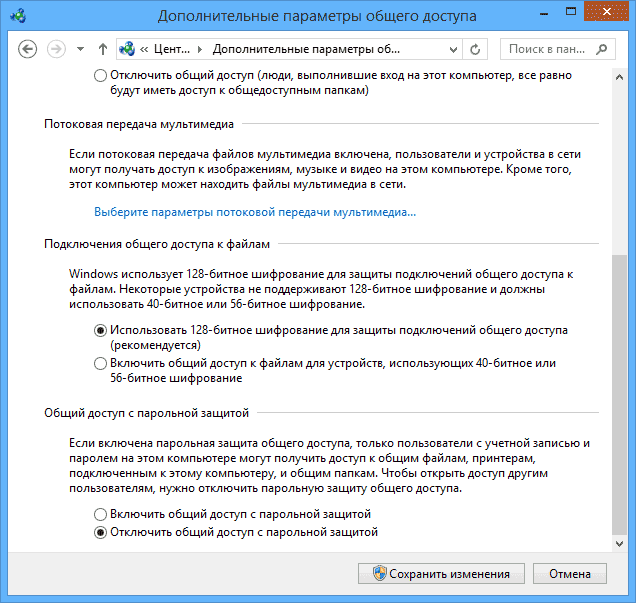 Дополнительные параметры общего доступа
« Цент... Дополнительные параметры об... Поиск в пан...
Отключить общий доступ (люди, выполнившие вход на этот компьютер, все равно
будут иметь доступ к общедоступным папкам)
Потоковая передача мультимедиа
Если потоковая передача файлов мультимедиа включена, пользователи и устройства в сети
могут получать доступ к изображениям, музыке и видео на этом компьютере. Кроме того,
этот компьютер может находить файлы мультимедиа в сети.
Выберите параметры потоковой передачи мультимедиа...
Подключения общего доступа к файлам
Windows использует 128-битное шифрование для защиты подключений общего доступа к
файлам. Некоторые устройства не поддерживают 128-битное шифрование и должны
использовать 40-битное или 56-битное шифрование.
Использовать 128-битное шифрование для защиты подключений общего доступа
(рекомендуется)
Включить общий доступ к файлам для устройств, использующих 40-битное или
56-битное шифрование
Общий доступ с парольной защитой
Если включена парольная защита общего доступа, только пользователи с учетной записью и
паролем на этом компьютере могут получить доступ к общим файлам, принтерам,
подключенным к этому компьютеру, и общим папкам. Чтобы открыть доступ другим
пользователям, нужно отключить парольную защиту общего доступа.
Включить общий доступ с парольной защитой
Отключить общий доступ с парольной защитой
Сохранить изменения Отмена